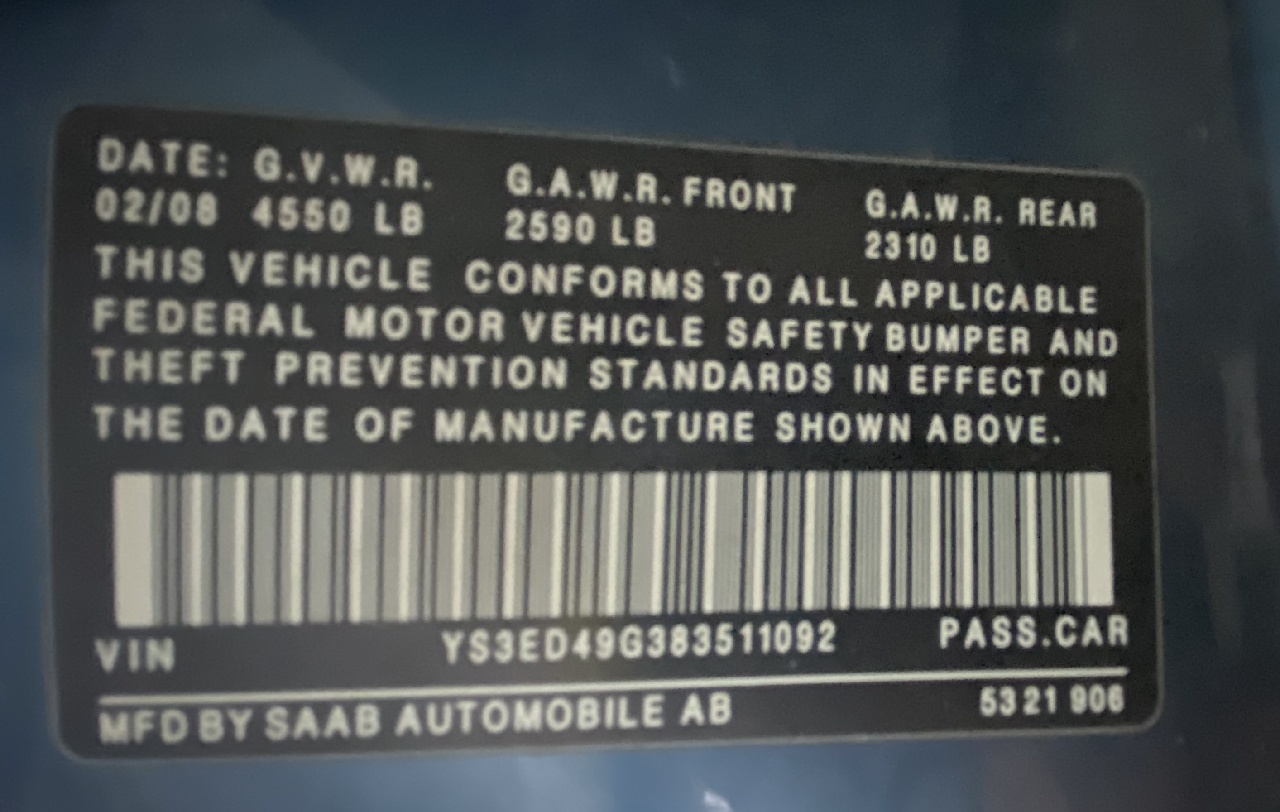 DATE: G.V.W.R. G.A.W.R. FRONT G.A.W.R. REAR
02/08 4550 LB 2590 LB 2310 LB
THIS VEHICLE CONFORMS TO ALL APPLICABLE
FEDERAL MOTOR VEHICLE SAFETY BUMPER AND
THEFT PREVENTION STANDARDS IN EFFECT ON
THE DATE OF MANUFACTURE SHOWN ABOVE.
VIN YS3ED49G383511092 PASS.CAR
MFD BY SAAB AUTOMOBILE AB 53 21 906